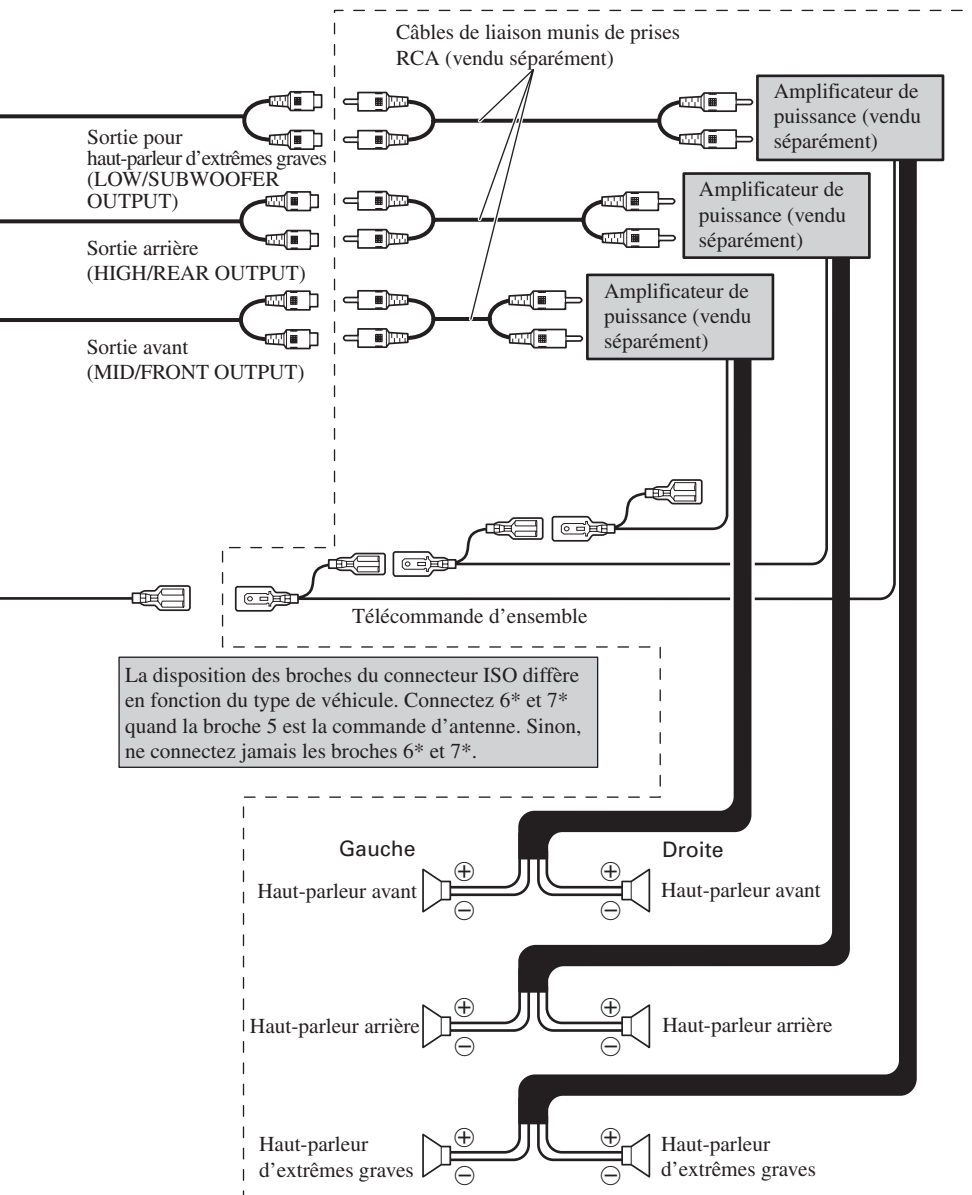 Câbles de liaison munis de prises
RCA (vendu séparément)
Amplificateur de
puissance (vendu
séparément)
Sortie pour
haut-parleur d'extrêmes graves
(LOW/SUBWOOFER
OUTPUT)
Amplificateur de
puissance (vendu
séparément)
Sortie arrière
(HIGH/REAR OUTPUT)
Amplificateur de
puissance (vendu
séparément)
Sortie avant
(MID/FRONT OUTPUT)
Télécommande d'ensemble
La disposition des broches du connecteur ISO diffère
en fonction du type de véhicule. Connectez 6* et 7*
quand la broche 5 est la commande d'antenne. Sinon,
ne connectez jamais les broches 6* et 7*.
Gauche
Droite
Haut-parleur avant
⊕
⊖
⊕
⊖
Haut-parleur avant
Haut-parleur arrière
⊕
⊖
⊕
⊖
Haut-parleur arrière
Haut-parleur
d'extrêmes graves
⊕
⊖
⊕
⊖
Haut-parleur
d'extrêmes graves